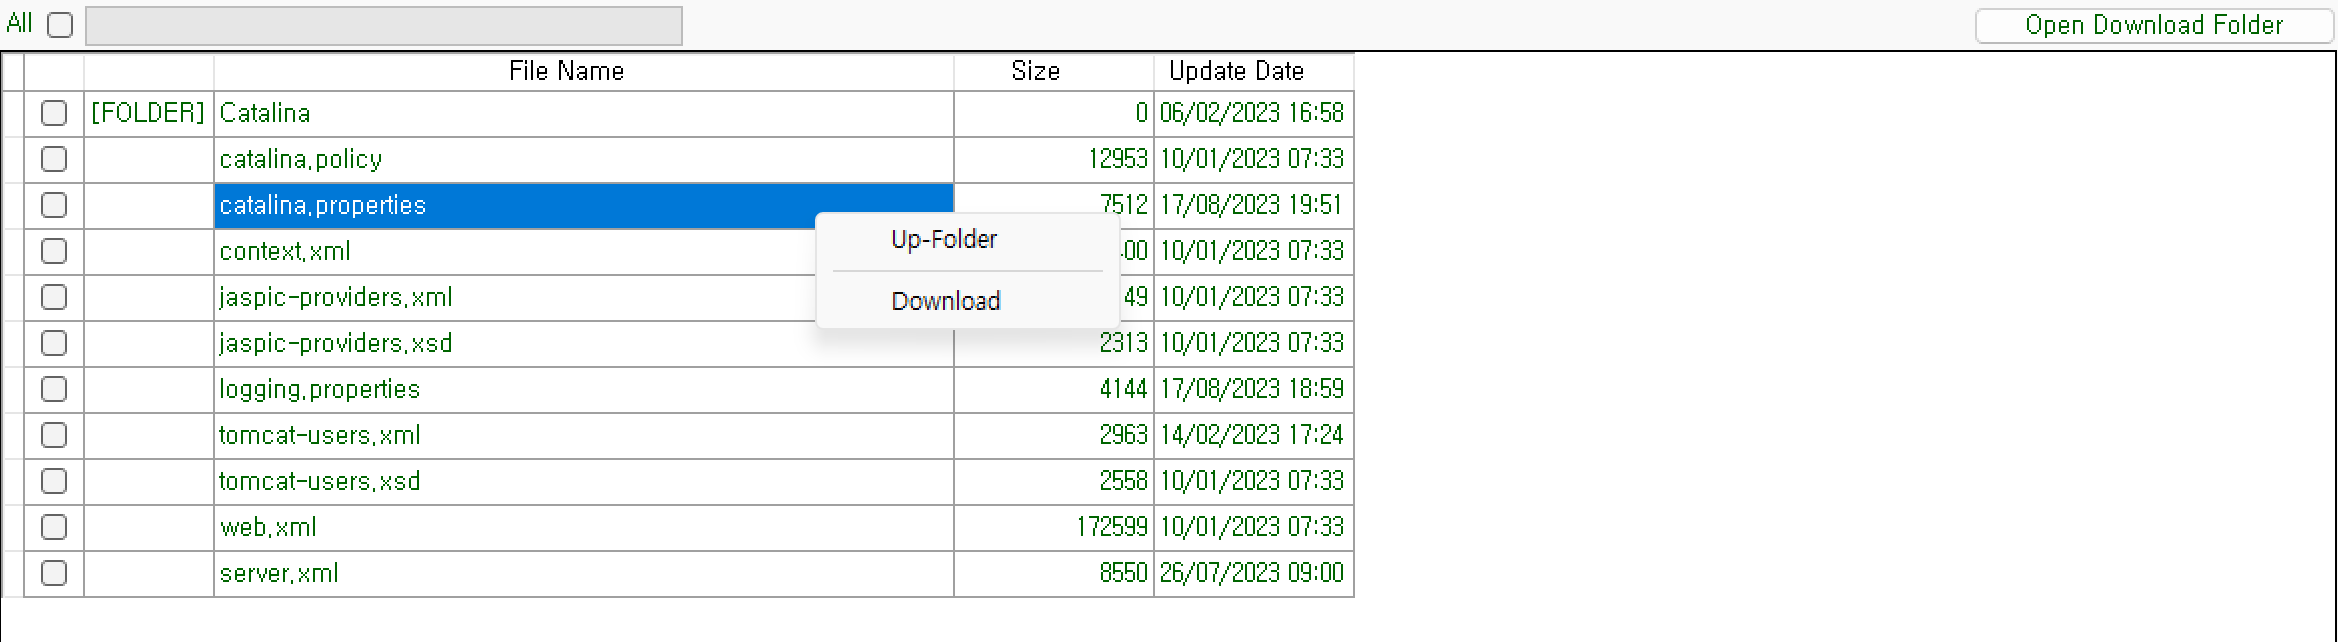 All Open Download Folder
File Name Size Update Date
[FOLDER] Catalina 0 06/02/2023 16:58
catalina.policy 12953 10/01/2023 07:33
catalina.properties 7512 17/08/2023 19:51
Up-Folder
context.xml 10/01/2023 07:33
jaspic-providers.xml 49 10/01/2023 07:33
Download
jaspic-providers.xsd 2313 10/01/2023 07:33
logging.properties 4144 17/08/2023 18:59
tomcat-users.xml 2963 14/02/2023 17:24
tomcat-users.xsd 2558 10/01/2023 07:33
web.xml 172599 10/01/2023 07:33
server.xml 8550 26/07/2023 09:00